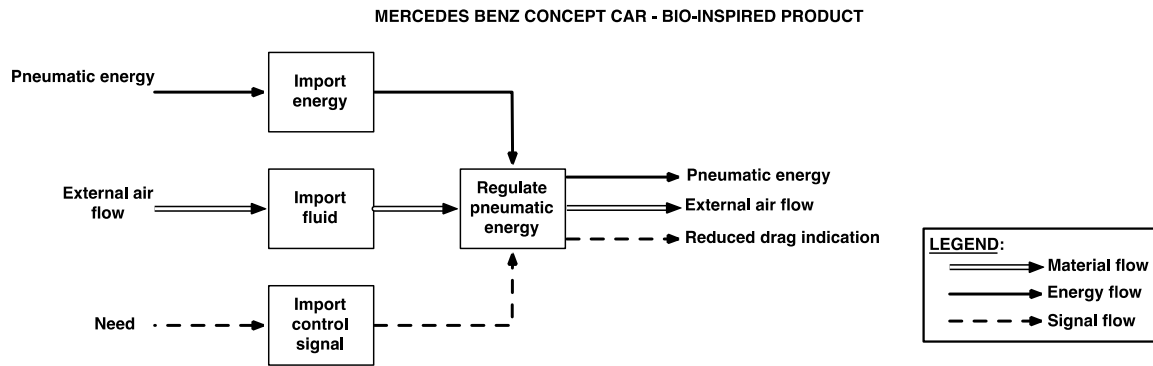 MERCEDES BENZ CONCEPT CAR - BIO-INSPIRED PRODUCT
Pneumatic energy
Import
energy
External air
flow
Import
fluid
Regulate
pneumatic
energy
Pneumatic energy
External air flow
Reduced drag indication
Need
Import
control
signal
LEGEND:
Material flow
Energy flow
Signal flow